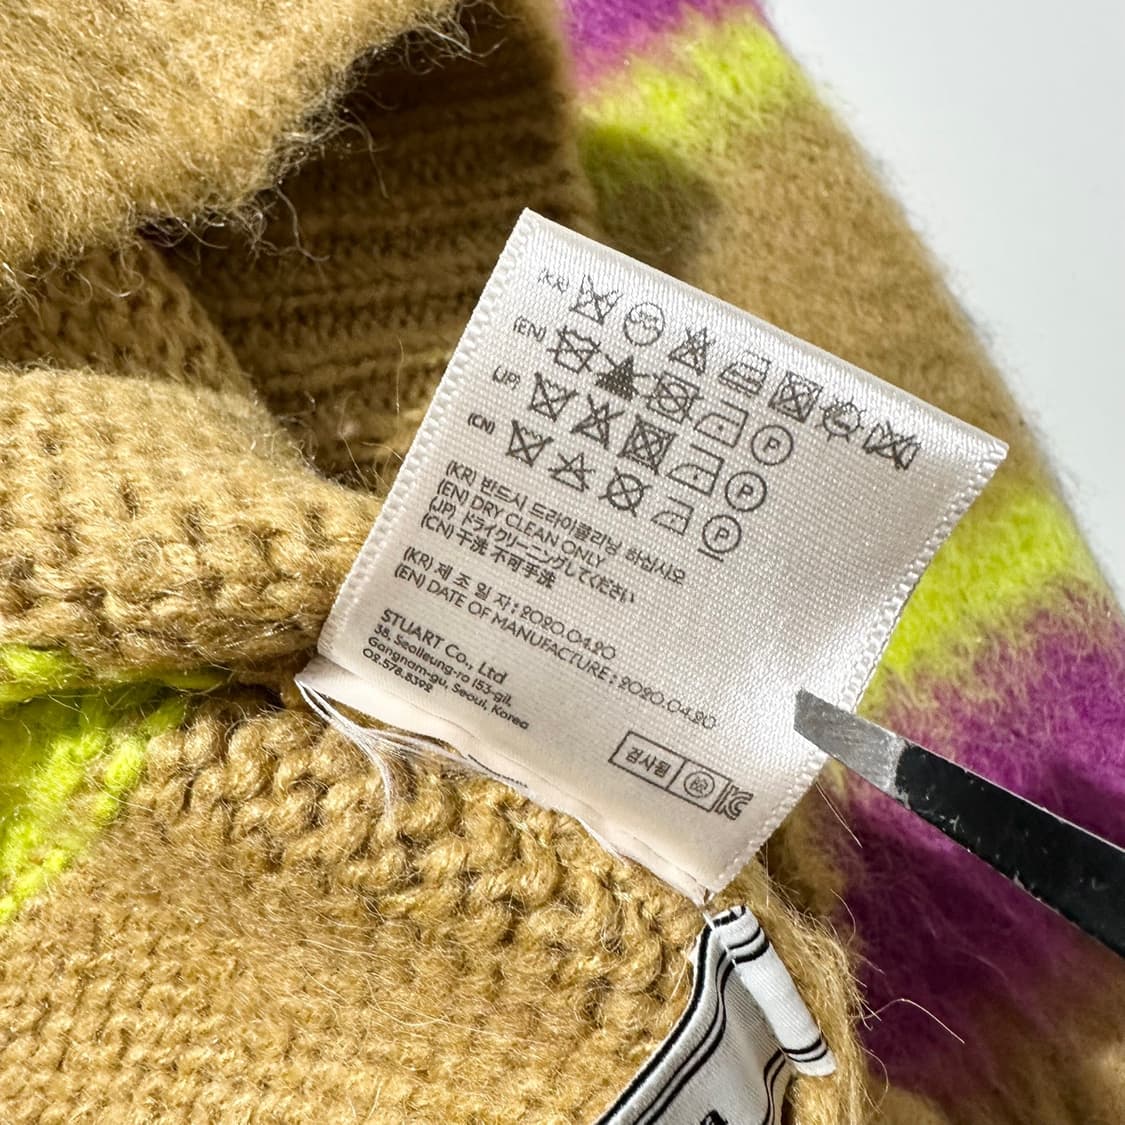 (KR)
(EN)
(JP)
(CN)
P
P
P
(KR) 반드시 드라이클리닝 하십시오
(EN) DRY CLEAN ONLY
(JP) ドライクリーニングしてください
(CN) 干洗 不可手洗
(KR) 제 조 일 자 : 2020.04.20
(EN) DATE OF MANUFACTURE : 2020.04.20
STUART Co., Ltd
38, Seolleung-ro 153-gil,
Gangnam-gu, Seoul, Korea
02.578.8392
검사필